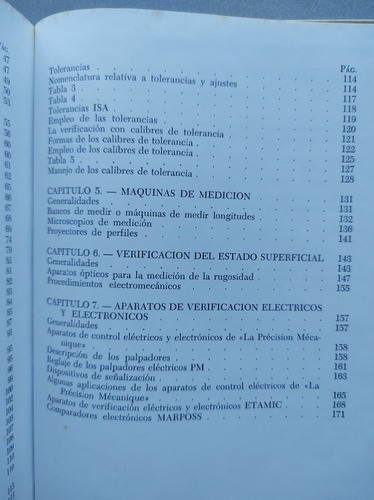 Pág.
Tolerancias . . . 114
Nomenclatura relativa a tolerancias y ajustes . . . 114
Tabla 3 . . . 117
Tabla 4 . . . 118
Tolerancias ISA . . . 119
Empleo de las tolerancias . . . 120
La verificación con calibres de tolerancia . . . 121
Formas de los calibres de tolerancia . . . 122
Empleo de los calibres de tolerancia . . . 125
Tabla 5 . . . 127
Manejo de los calibres de tolerancia . . . 128
CAPITULO 5. — MAQUINAS DE MEDICION . . . 131
Generalidades . . . 131
Bancos de medir o máquinas de medir longitudes . . . 132
Microscopios de medición . . . 136
Proyectores de perfiles . . . 141
CAPITULO 6. — VERIFICACION DEL ESTADO SUPERFICIAL 143
Generalidades . . . 143
Aparatos ópticos para la medición de la rugosidad . . . 147
Procedimientos electromecánicos . . . 155
CAPITULO 7. — APARATOS DE VERIFICACION ELECTRICOS
Y ELECTRONICOS . . . 157
Generalidades . . . 157
Aparatos de control eléctricos y electrónicos de «La Précision Méca-
nique» . . . 158
Descripción de los palpadores . . . 158
Reglaje de los palpadores eléctricos PM . . . 161
Dispositivos de señalización . . . 163
Algunas aplicaciones de los aparatos de control eléctricos de «La
Précision Mécanique» . . . 165
Aparatos de verificación eléctricos y electrónicos ETAMIC . . . 168
Comparadores electrónicos MARPOSS . . . 171